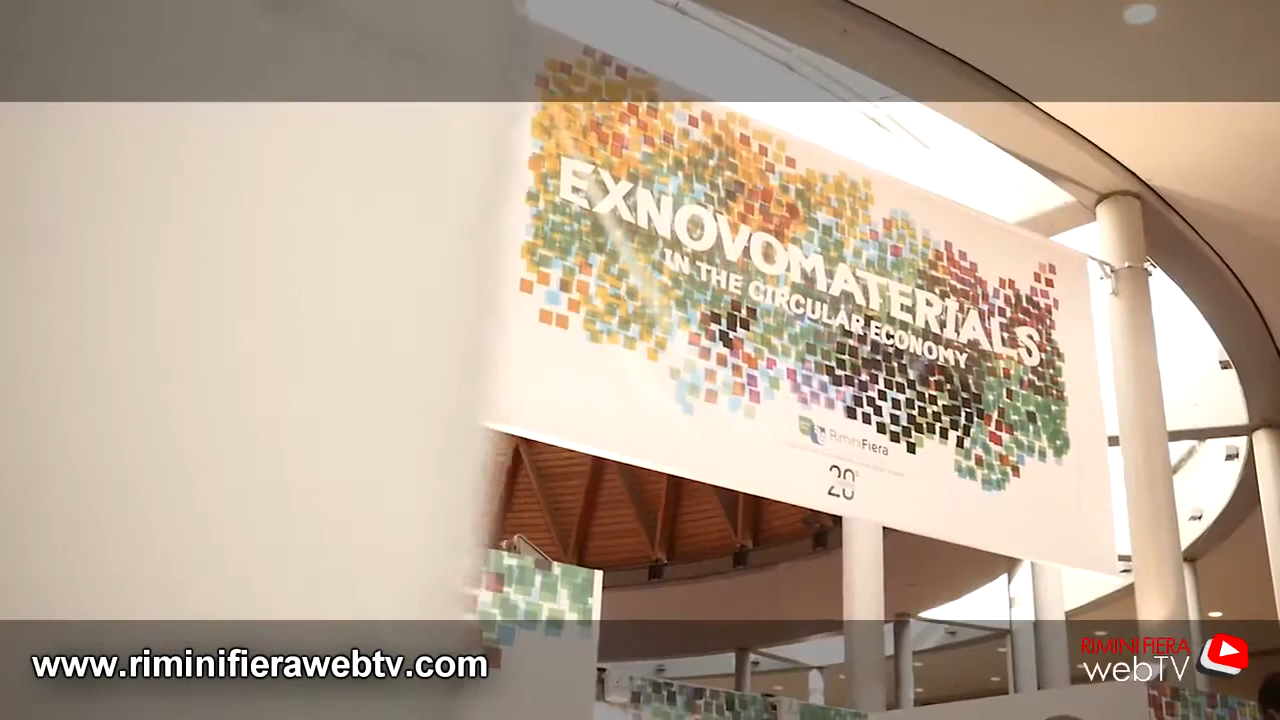 EXNOVOMATERIALS
IN THE CIRCULAR ECONOMY
RiminiFiera
20°
www.riminifierawebtv.com
RIMINI FIERA
webTV